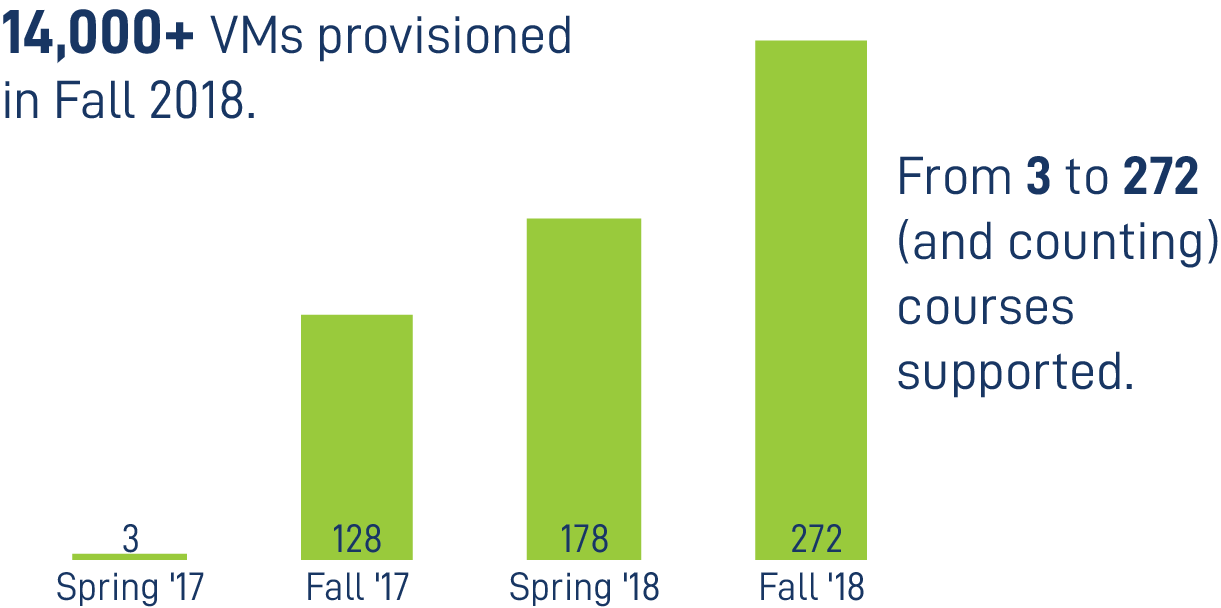 14,000+ VMs provisioned
in Fall 2018.
From 3 to 272
(and counting)
courses
supported.
3
128
178
272
Spring '17
Fall '17
Spring '18
Fall '18